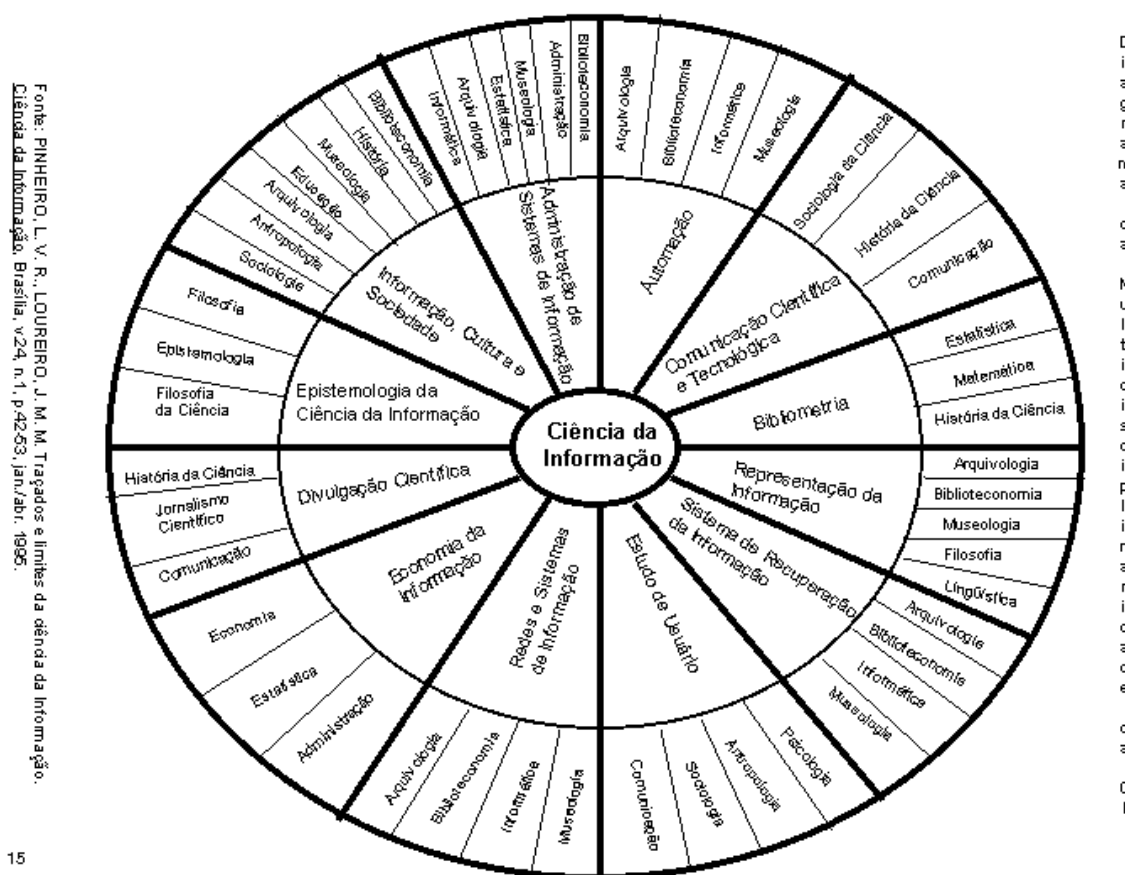 Diagrama da Multidisciplinaridade da CI
Fonte: PINHEIRO, L. V. R., LOUREIRO, J. M. M. Traçados e limites da ciência da Informação.
Ciência da Informação, Brasília, v.24, n.1, p.42-53, jan./abr. 1995.
15
Ciência da
Informação
Automação
Arquivologia
Biblioteconomia
Informática
Museologia
Comunicação Científica
e Tecnológica
Sociologia da Ciência
História da Ciência
Comunicação
Bibliometria
Estatística
Matemática
História da Ciência
Representação da
Informação
Arquivologia
Biblioteconomia
Museologia
Filosofia
Lingüística
Sistema de Recuperação
da Informação
Arquivologia
Biblioteconomia
Informática
Museologia
Estudo de Usuário
Psicologia
Antropologia
Sociologia
Comunicação
Redes e Sistemas
de Informação
Museologia
Informática
Biblioteconomia
Arquivologia
Economia da
Informação
Administração
Estatística
Economia
Divulgação Científica
Comunicação
Jornalismo
Científico
História da Ciência
Epistemologia da
Ciência da Informação
Filosofia
da Ciência
Epistemologia
Filosofia
Informação, Cultura e
Sociedade
Sociologia
Antropologia
Arquivologia
Educação
Museologia
História
Biblioteconomia
Administração de
Sistemas de Informação
Informática
Arquivologia
Estatística
Museologia
Administração
Biblioteconomia